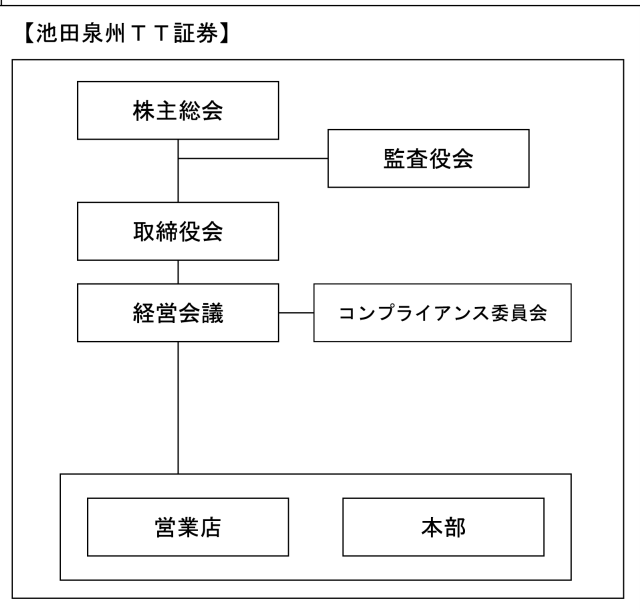 【池田泉州ＴＴ証券】
株主総会
監査役会
取締役会
経営会議
コンプライアンス委員会
営業店
本部